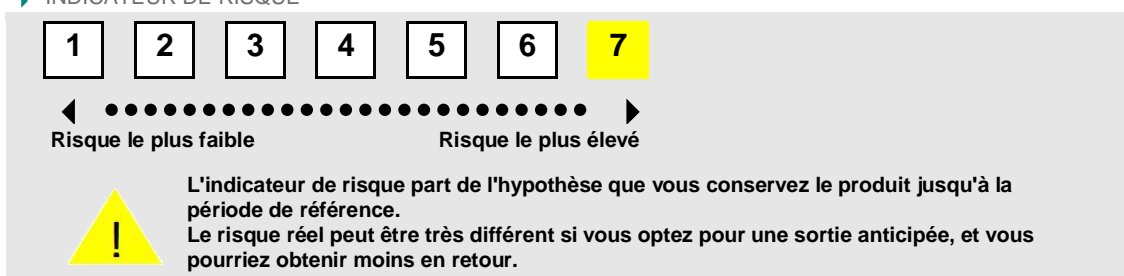 INDICATEUR DE RISQUE
1 2 3 4 5 6 7
Risque le plus faible Risque le plus élevé
L'indicateur de risque part de l'hypothèse que vous conservez le produit jusqu'à la
période de référence.
Le risque réel peut être très différent si vous optez pour une sortie anticipée, et vous
pourriez obtenir moins en retour.
!